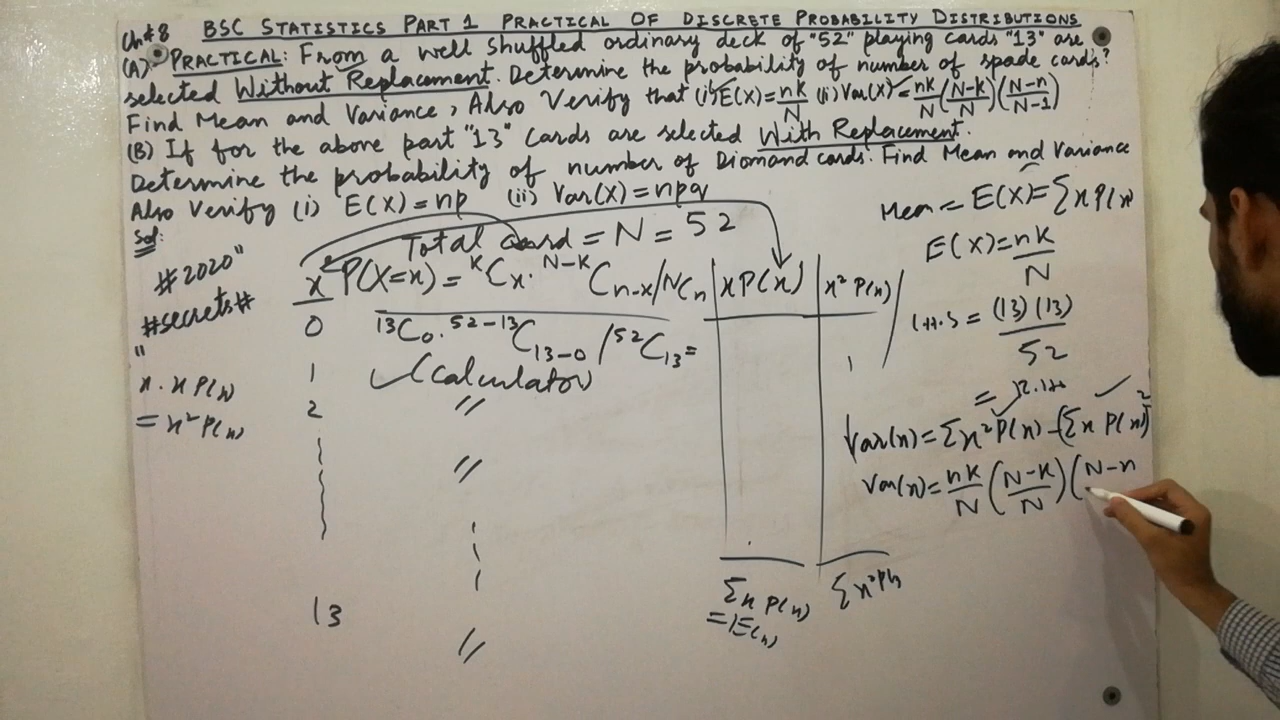 Ch#8 BSC STATISTICS PART 1 PRACTICAL OF DISCRETE PROBABILITY DISTRIBUTIONS
(A) PRACTICAL: From a well shuffled ordinary deck of "52" playing cards "13" are
selected Without Replacement. Determine the probability of number of spade cards?
Find Mean and Variance, Also Verify that (i) E(X)=nk/N (ii) Var(X)=nk/N(N-k/N)(N-n/N-1)
(B) If for the above part "13" Cards are selected With Replacement.
Determine the probability of number of Diomand cards. Find Mean and Variance
Also Verify (i) E(X)=np (ii) Var(X)=npq
Sol:
Total card = N = 52
#2020"
#secrets#
"
x.xP(x)
=x²P(x)
x P(X=x) = ᴷCx. ᴺ⁻ᴷCn-x/NCn xP(x) x²P(x)
0 ¹³C₀. ⁵²⁻¹³C₁₃₋₀/⁵²C₁₃=
1 (Calculator)
2 "
"
13 "
Σx P(x)
=E(x)
Mean = E(X)=Σx P(x)
E(X)=nk/N
L.H.S = (13)(13)/52
=
Var(x)=Σx²P(x)-(Σx P(x))²
Var(x)=nk/N(N-k/N)(N-n